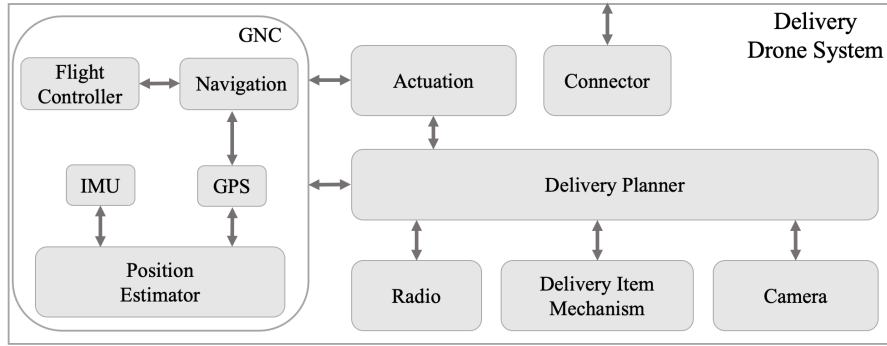 Delivery
Drone System
GNC
Flight
Controller
Navigation
Actuation
Connector
IMU
GPS
Delivery Planner
Position
Estimator
Radio
Delivery Item
Mechanism
Camera